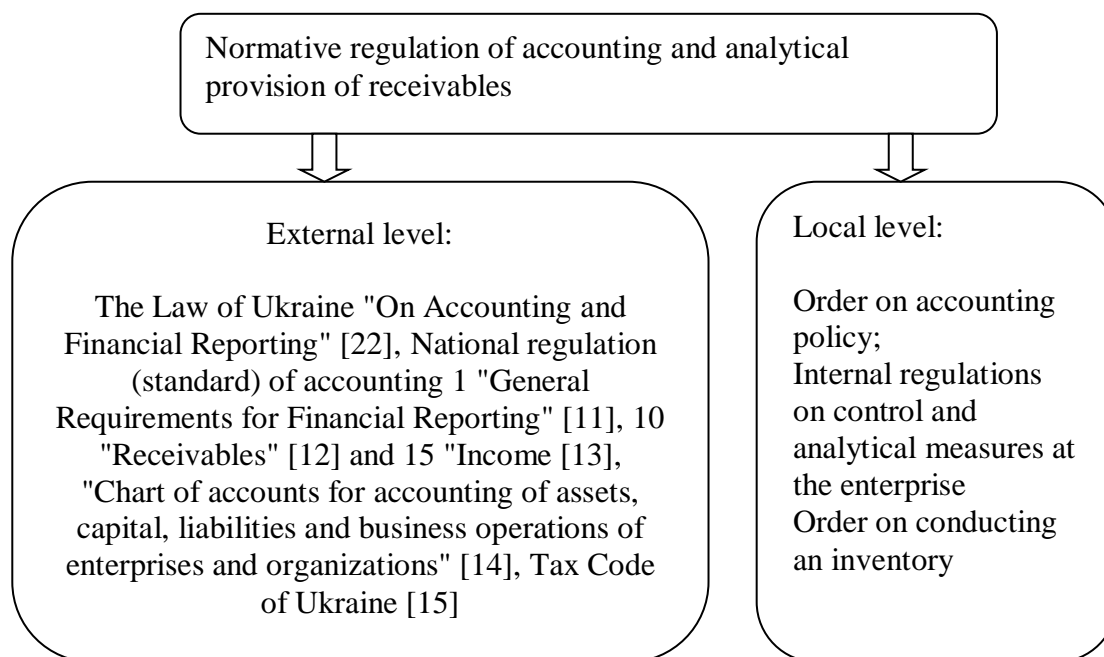 Normative regulation of accounting and analytical
provision of receivables
External level:
The Law of Ukraine "On Accounting and
Financial Reporting" [22], National regulation
(standard) of accounting 1 "General
Requirements for Financial Reporting" [11], 10
"Receivables" [12] and 15 "Income [13],
"Chart of accounts for accounting of assets,
capital, liabilities and business operations of
enterprises and organizations" [14], Tax Code
of Ukraine [15]
Local level:
Order on accounting
policy;
Internal regulations
on control and
analytical measures at
the enterprise
Order on conducting
an inventory